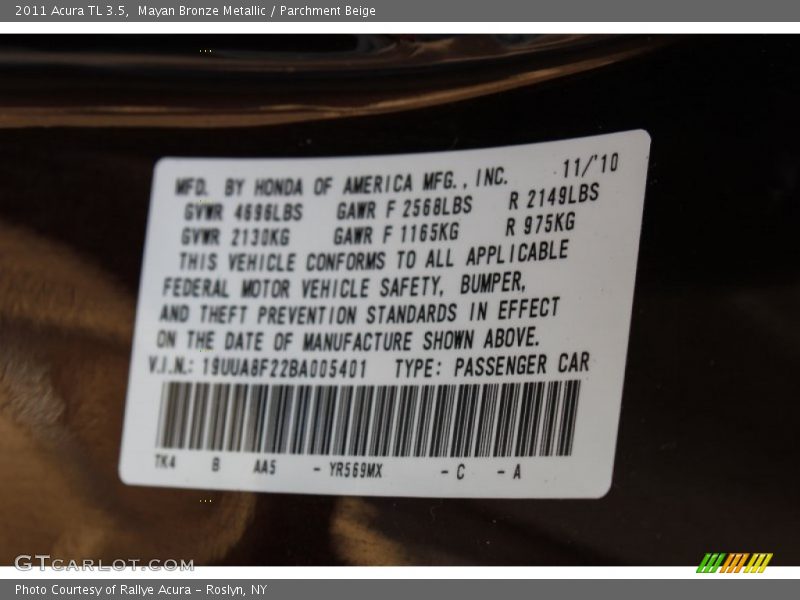 2011 Acura TL 3.5,  Mayan Bronze Metallic / Parchment Beige
11/'10
MFD. BY HONDA OF AMERICA MFG., INC.
GVWR 4696LBS GAWR F 2568LBS R 2149LBS
GVWR 2130KG GAWR F 1165KG R 975KG
THIS VEHICLE CONFORMS TO ALL APPLICABLE
FEDERAL MOTOR VEHICLE SAFETY, BUMPER,
AND THEFT PREVENTION STANDARDS IN EFFECT
ON THE DATE OF MANUFACTURE SHOWN ABOVE.
V.I.N.: 19UUA8F22BA005401 TYPE: PASSENGER CAR
TK4 B AA5 - YR569MX - C - A
GTCARLOT.COM
Photo Courtesy of Rallye Acura – Roslyn, NY